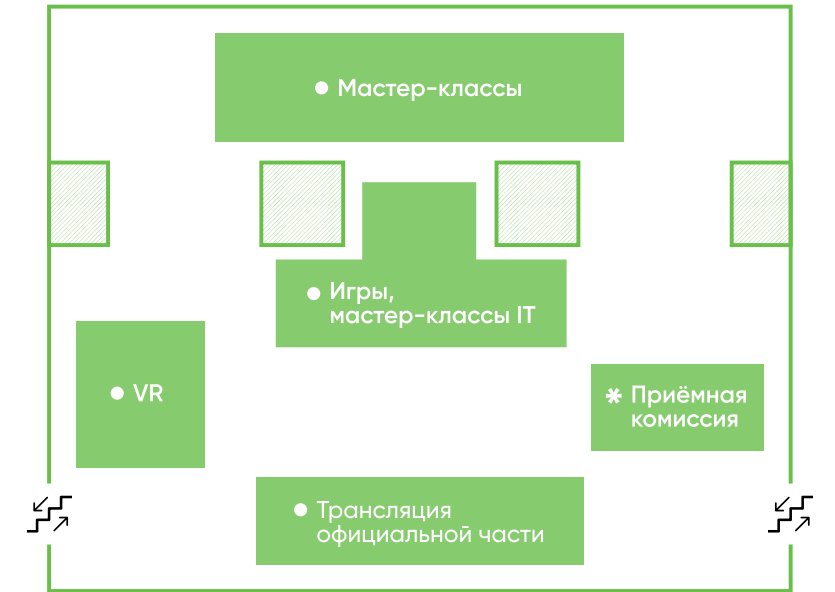 Мастер-классы
Игры,
мастер-классы IT
VR
Приёмная
комиссия
Трансляция
официальной части